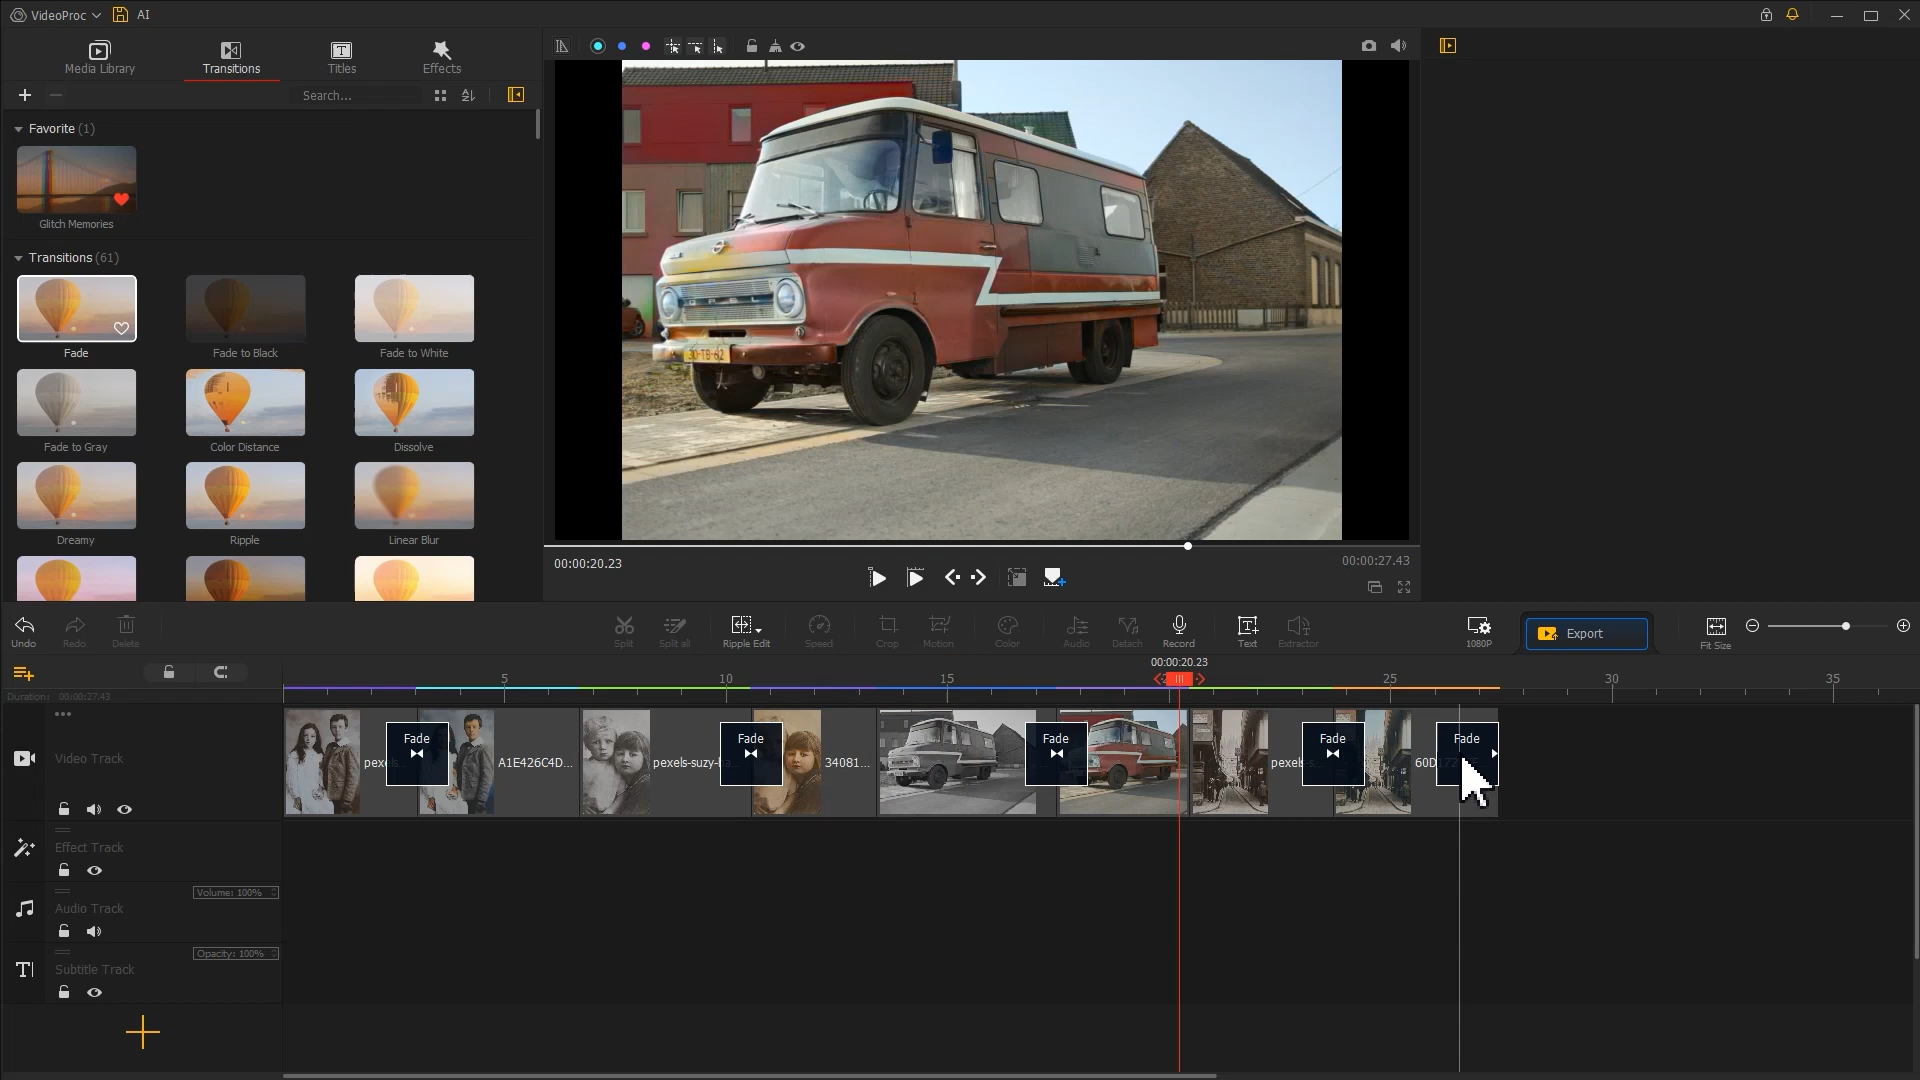 VideoProc AI
Media Library Transitions Titles Effects
Search...
Favorite (1)
Glitch Memories
Transitions (61)
Fade Fade to Black Fade to White
Fade to Gray Color Distance Dissolve
Dreamy Ripple Linear Blur
OPEL
30-TB-62
00:00:20.23 00:00:27.43
Undo Redo Delete Split Split all Ripple Edit Speed Crop Motion Color Audio Detach Record Text Extractor 1080P Export Fit Size
00:00:20.23
5 10 15 25 30 35
Duration: 00:00:27.43
Video Track
Fade Fade Fade Fade Fade
pexels A1E426C4D... pexels-suzy-ha 34081... pexels-s 60D
Volume: 100%
Effect Track
Audio Track
Opacity: 100%
Subtitle Track